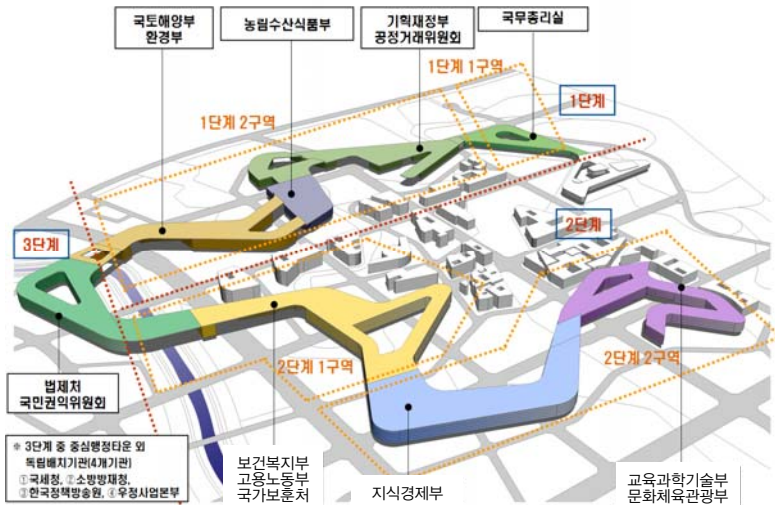 국토해양부
환경부
농림수산식품부
기획재정부
공정거래위원회
국무총리실
1단계 1구역
1단계
1단계 2구역
2단계
3단계
2단계 1구역
2단계 2구역
법제처
국민권익위원회
※ 3단계 중 중심행정타운 외
독립배치기관(4개기관)
①국세청, ②소방방재청,
③한국정책방송원, ④우정사업본부
보건복지부
고용노동부
국가보훈처
지식경제부
교육과학기술부
문화체육관광부